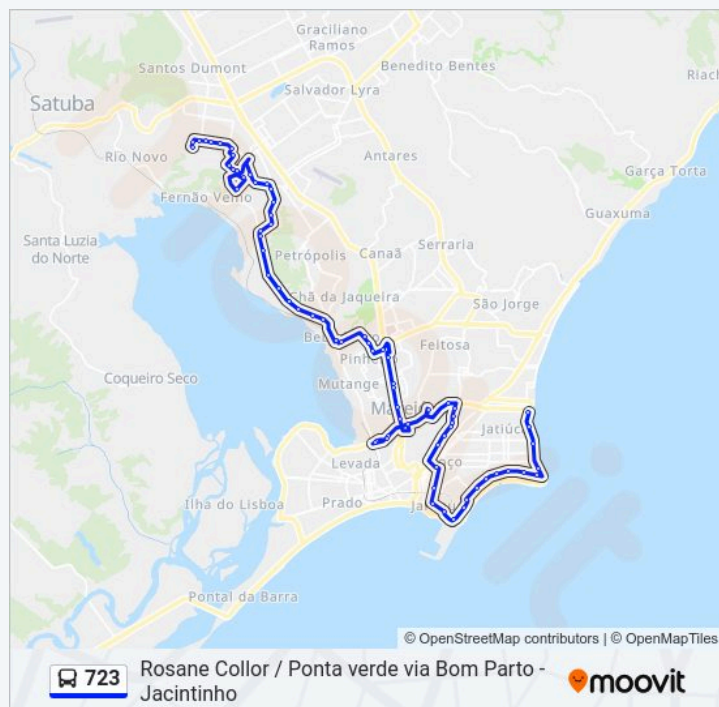 Graciliano
Ramos
Santos Dumont
Benedito Bentes
Riach
Salvador Lyra
Satuba
Rio Novo
Antares
Garça Torta
Fernão Velho
Guaxuma
Santa Luzia
do Norte
Serraria
Petrópolis
Canaã
Chã da Jaqueira
São Jorge
Feitosa
Coqueiro Seco
Mutange
Jatiúca
Levada
Ilha do Lisboa
Prado
Pontal da Barra
© OpenStreetMap contributors | © OpenMapTiles
723
Rosane Collor / Ponta verde via Bom Parto -
Jacintinho
moovit